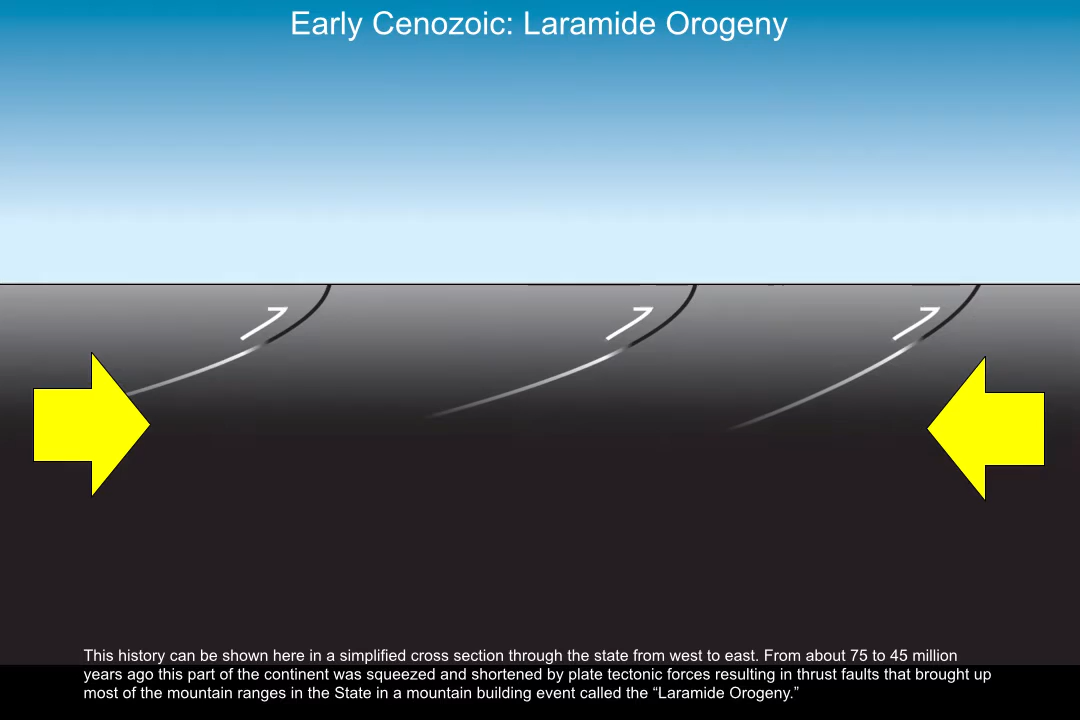 Early Cenozoic: Laramide Orogeny
This history can be shown here in a simplified cross section through the state from west to east. From about 75 to 45 million
years ago this part of the continent was squeezed and shortened by plate tectonic forces resulting in thrust faults that brought up
most of the mountain ranges in the State in a mountain building event called the “Laramide Orogeny.”